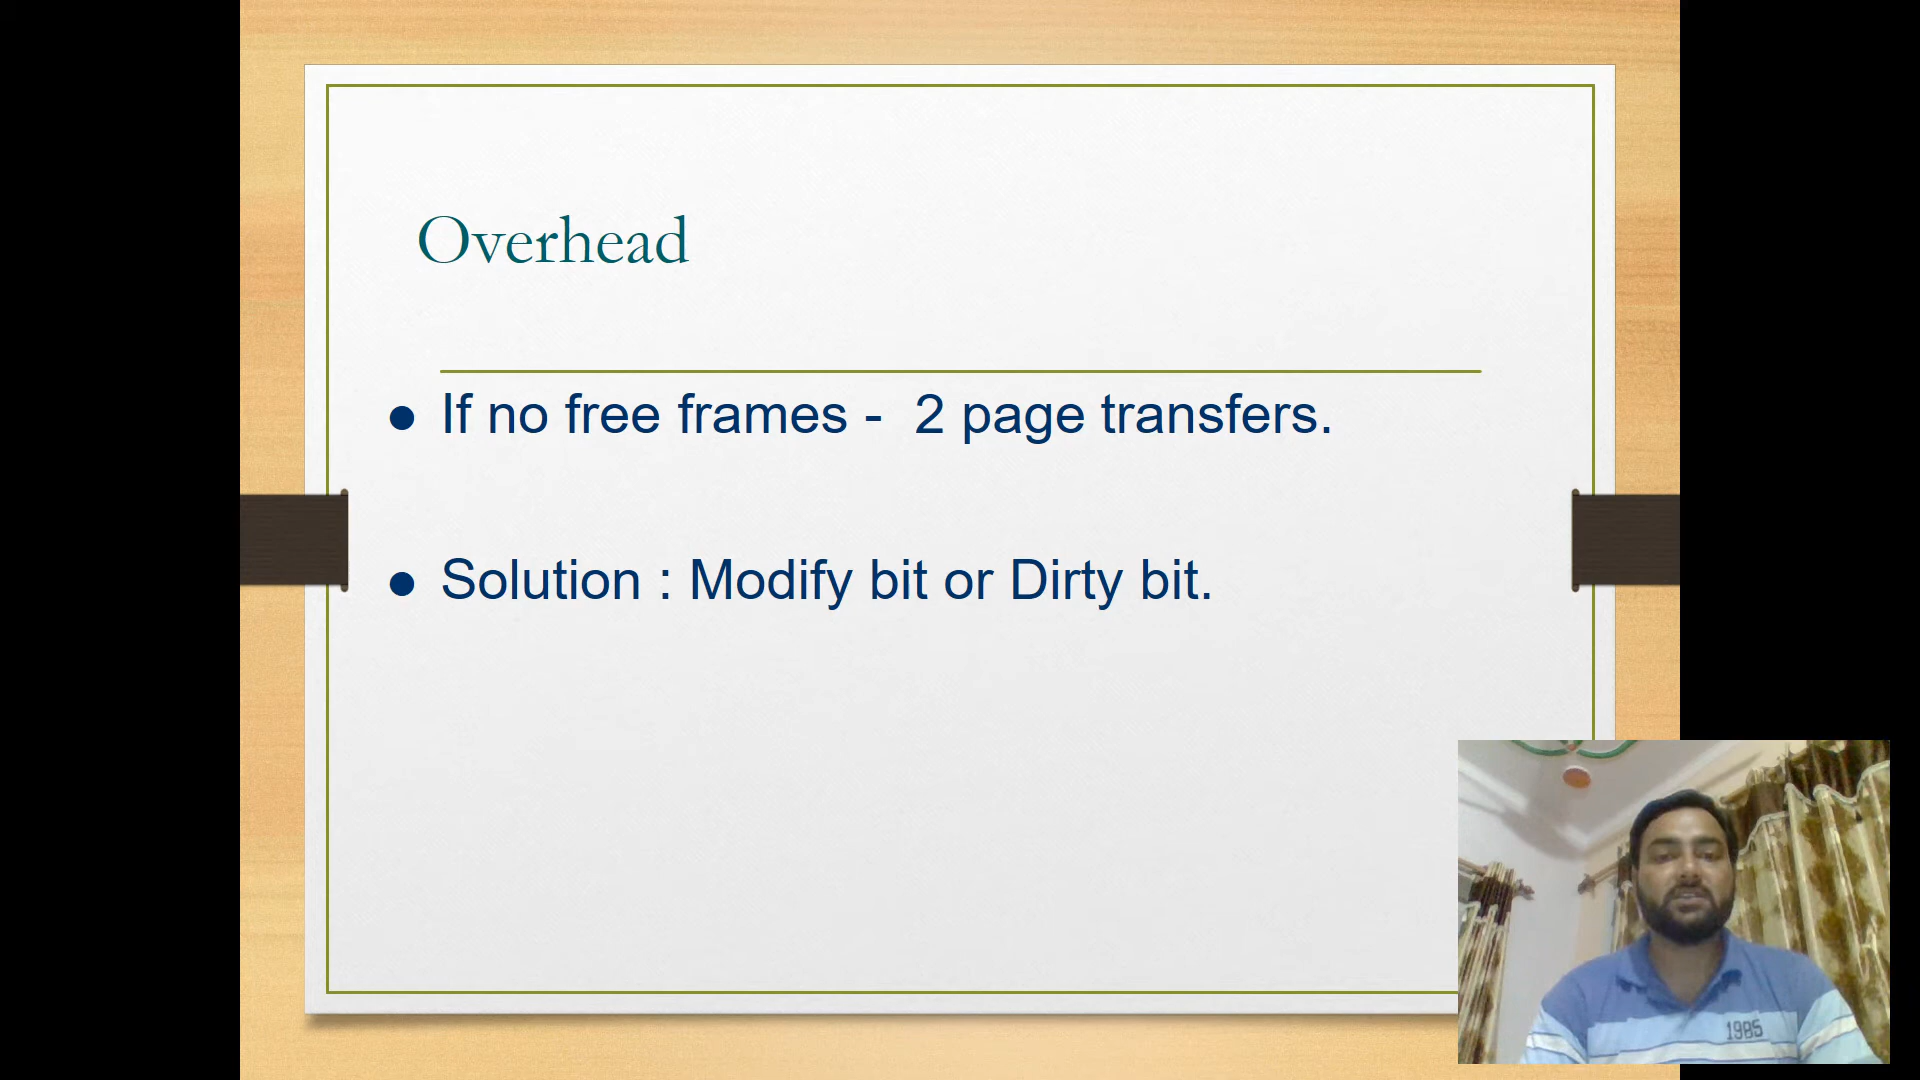 Overhead
● If no free frames - 2 page transfers.
● Solution : Modify bit or Dirty bit.
1985